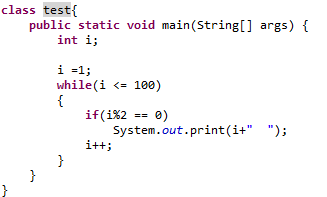 class test{
    public static void main(String[] args) {
        int i;

        i =1;
        while(i <= 100)
        {
            if(i%2 == 0)
                System.out.print(i+"  ");
            i++;
        }
    }
}